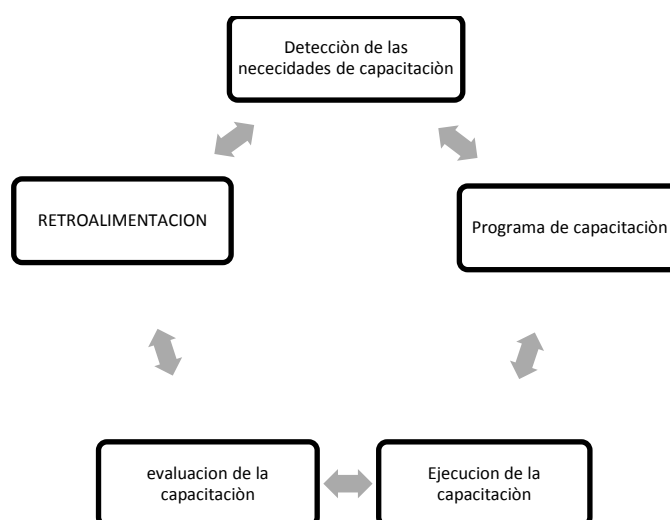 Detecciòn de las
nececidades de capacitaciòn
RETROALIMENTACION
Programa de capacitaciòn
evaluacion de la
capacitaciòn
Ejecucion de la
capacitaciòn